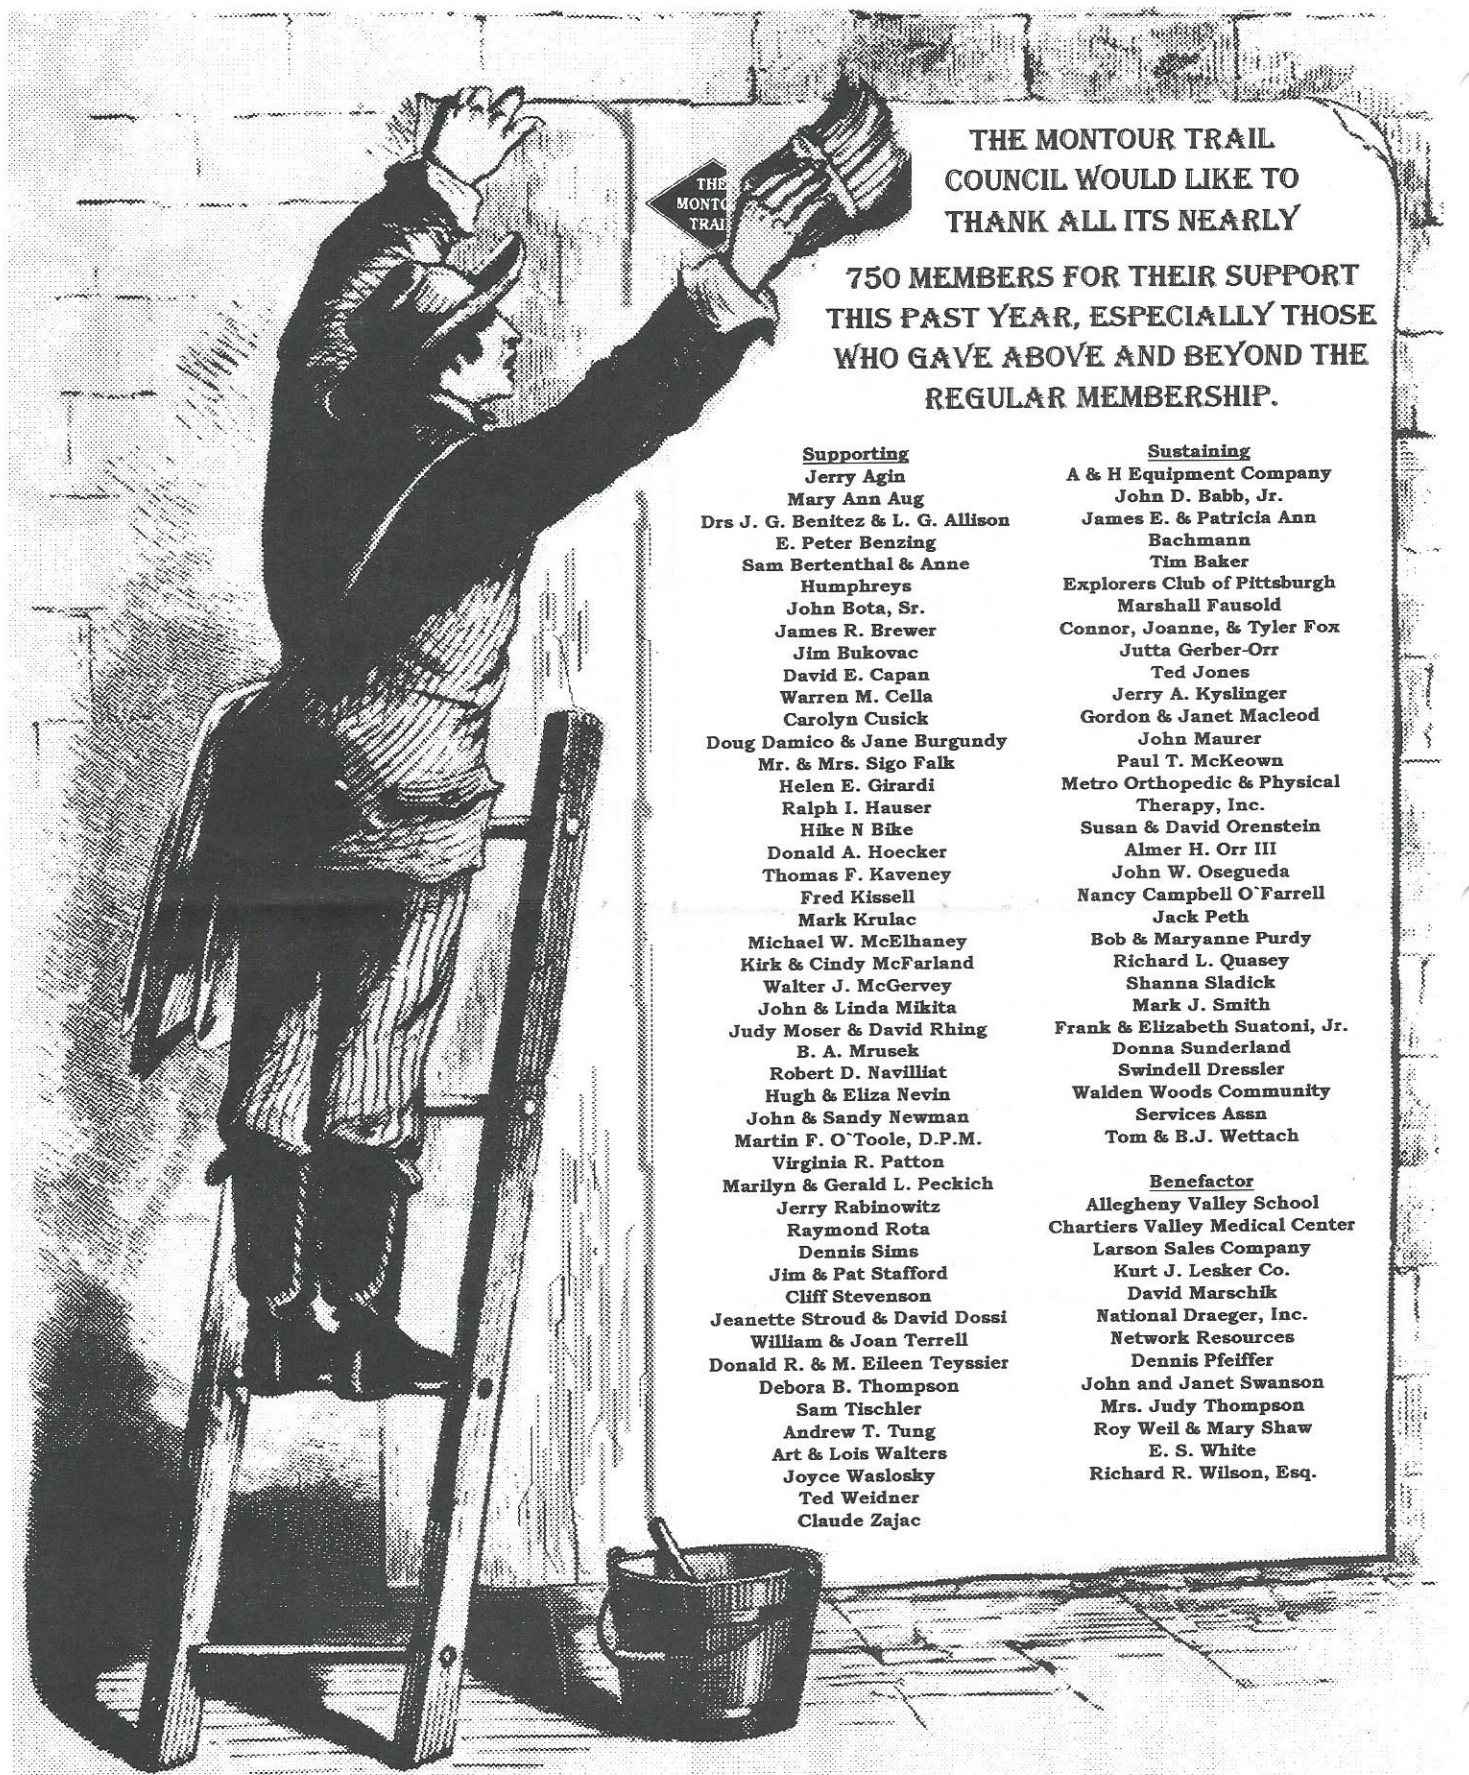 THE
MONTO
TRAI
THE MONTOUR TRAIL
COUNCIL WOULD LIKE TO
THANK ALL ITS NEARLY
750 MEMBERS FOR THEIR SUPPORT
THIS PAST YEAR, ESPECIALLY THOSE
WHO GAVE ABOVE AND BEYOND THE
REGULAR MEMBERSHIP.
Supporting
Jerry Agin
Mary Ann Aug
Drs J. G. Benitez & L. G. Allison
E. Peter Benzing
Sam Bertenthal & Anne
Humphreys
John Bota, Sr.
James R. Brewer
Jim Bukovac
David E. Capan
Warren M. Cella
Carolyn Cusick
Doug Damico & Jane Burgundy
Mr. & Mrs. Sigo Falk
Helen E. Girardi
Ralph I. Hauser
Hike N Bike
Donald A. Hoecker
Thomas F. Kaveney
Fred Kissell
Mark Krulac
Michael W. McElhaney
Kirk & Cindy McFarland
Walter J. McGervey
John & Linda Mikita
Judy Moser & David Rhing
B. A. Mrusek
Robert D. Navilliat
Hugh & Eliza Nevin
John & Sandy Newman
Martin F. O`Toole, D.P.M.
Virginia R. Patton
Marilyn & Gerald L. Peckich
Jerry Rabinowitz
Raymond Rota
Dennis Sims
Jim & Pat Stafford
Cliff Stevenson
Jeanette Stroud & David Dossi
William & Joan Terrell
Donald R. & M. Eileen Teyssier
Debora B. Thompson
Sam Tischler
Andrew T. Tung
Art & Lois Walters
Joyce Waslosky
Ted Weidner
Claude Zajac
Sustaining
A & H Equipment Company
John D. Babb, Jr.
James E. & Patricia Ann
Bachmann
Tim Baker
Explorers Club of Pittsburgh
Marshall Fausold
Connor, Joanne, & Tyler Fox
Jutta Gerber-Orr
Ted Jones
Jerry A. Kyslinger
Gordon & Janet Macleod
John Maurer
Paul T. McKeown
Metro Orthopedic & Physical
Therapy, Inc.
Susan & David Orenstein
Almer H. Orr III
John W. Osegueda
Nancy Campbell O`Farrell
Jack Peth
Bob & Maryanne Purdy
Richard L. Quasey
Shanna Sladick
Mark J. Smith
Frank & Elizabeth Suatoni, Jr.
Donna Sunderland
Swindell Dressler
Walden Woods Community
Services Assn
Tom & B.J. Wettach
Benefactor
Allegheny Valley School
Chartiers Valley Medical Center
Larson Sales Company
Kurt J. Lesker Co.
David Marschik
National Draeger, Inc.
Network Resources
Dennis Pfeiffer
John and Janet Swanson
Mrs. Judy Thompson
Roy Weil & Mary Shaw
E. S. White
Richard R. Wilson, Esq.